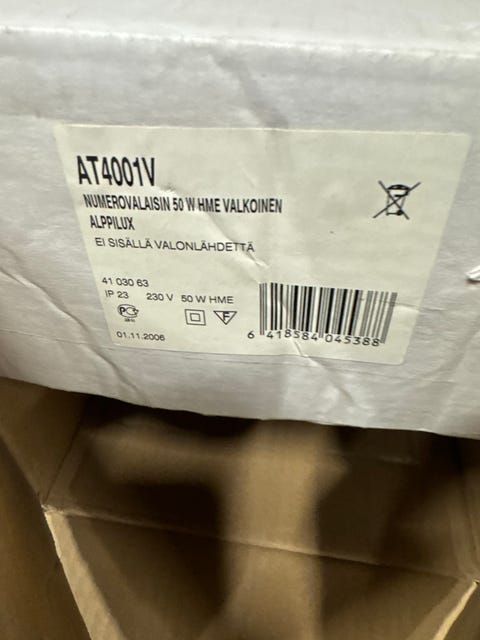 AT4001V
NUMEROVALAISIN 50 W HME VALKOINEN
ALPPILUX
EI SISÄLLÄ VALONLÄHDETTÄ
41 030 63
IP 23 230 V 50 W HME
F
01.11.2006
6 418584 045388